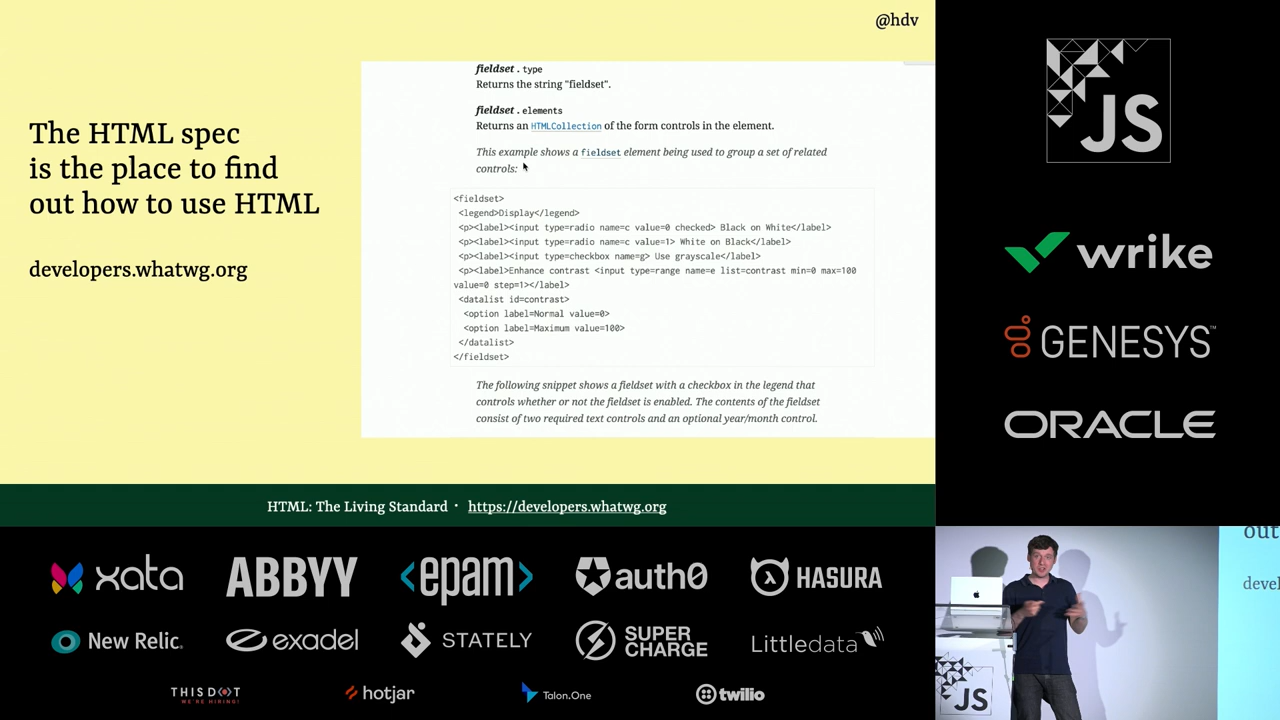 @hdv
The HTML spec
is the place to find
out how to use HTML
developers.whatwg.org
fieldset . type
Returns the string "fieldset".
fieldset . elements
Returns an HTMLCollection of the form controls in the element.
This example shows a fieldset element being used to group a set of related
controls:
<fieldset>
<legend>Display</legend>
<p><label><input type=radio name=c value=0 checked> Black on White</label>
<p><label><input type=radio name=c value=1> White on Black</label>
<p><label><input type=checkbox name=g> Use grayscale</label>
<p><label>Enhance contrast <input type=range name=e list=contrast min=0 max=100
value=0 step=1></label>
<datalist id=contrast>
<option label=Normal value=0>
<option label=Maximum value=100>
</datalist>
</fieldset>
The following snippet shows a fieldset with a checkbox in the legend that
controls whether or not the fieldset is enabled. The contents of the fieldset
consist of two required text controls and an optional year/month control.
HTML: The Living Standard · https://developers.whatwg.org
JS
wrike
GENESYS™
ORACLE
xata
ABBYY
<epam>
auth0
HASURA
New Relic.
exadel
STATELY
SUPER
CHARGE
Littledata
THIS DOT
WE'RE HIRING!
hotjar
Talon.One
twilio
out
devel
JS